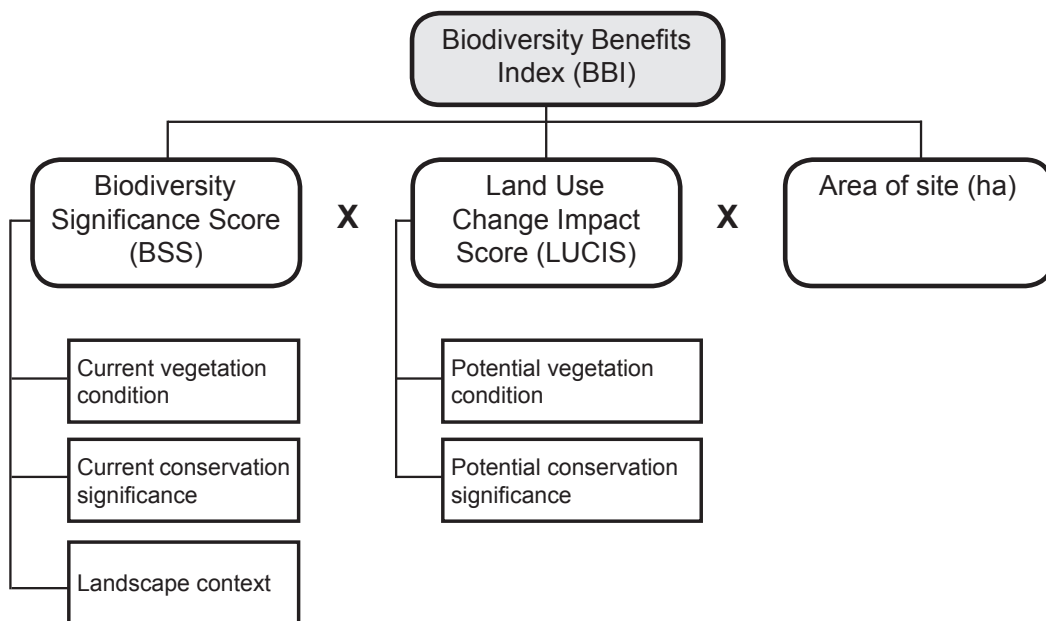 Biodiversity Benefits
Index (BBI)
Biodiversity
Significance Score
(BSS)
X
Land Use
Change Impact
Score (LUCIS)
X
Area of site (ha)
Current vegetation
condition
Current conservation
significance
Landscape context
Potential vegetation
condition
Potential conservation
significance